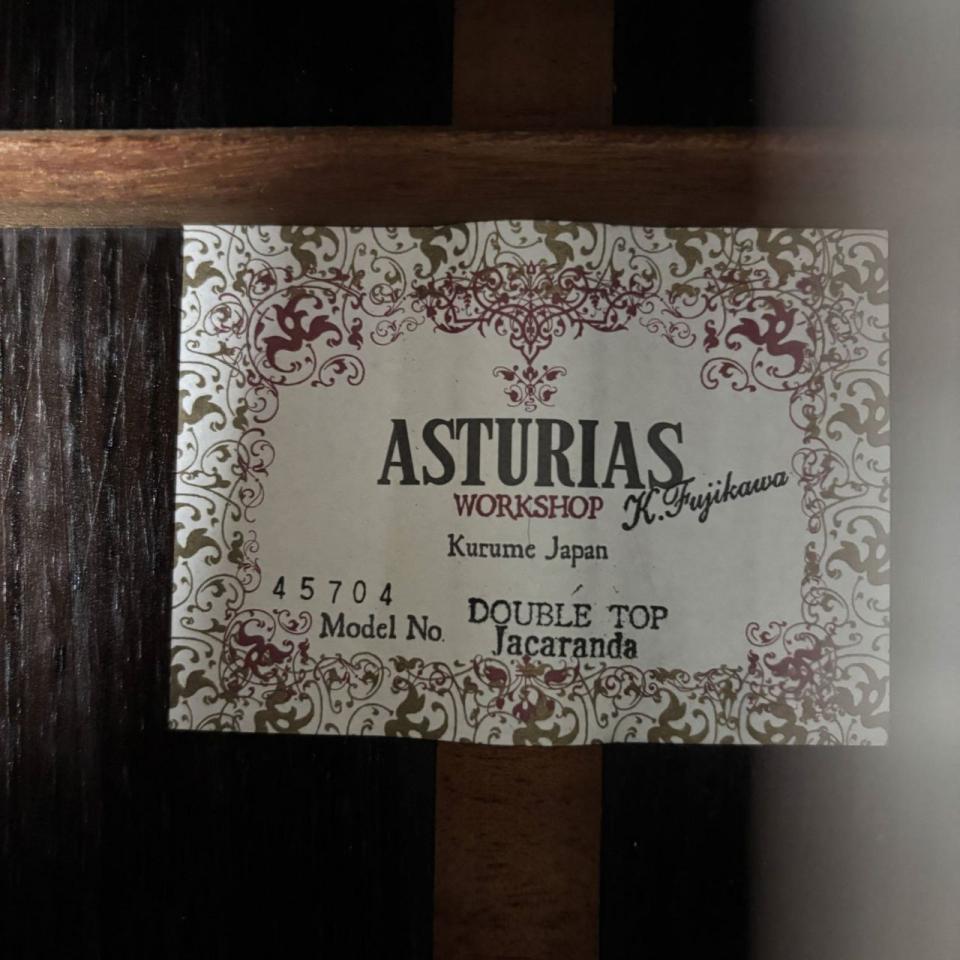 ASTURIAS
WORKSHOP K.Fujikawa
Kurume Japan
45704
Model No. DOUBLE TOP
Jacaranda